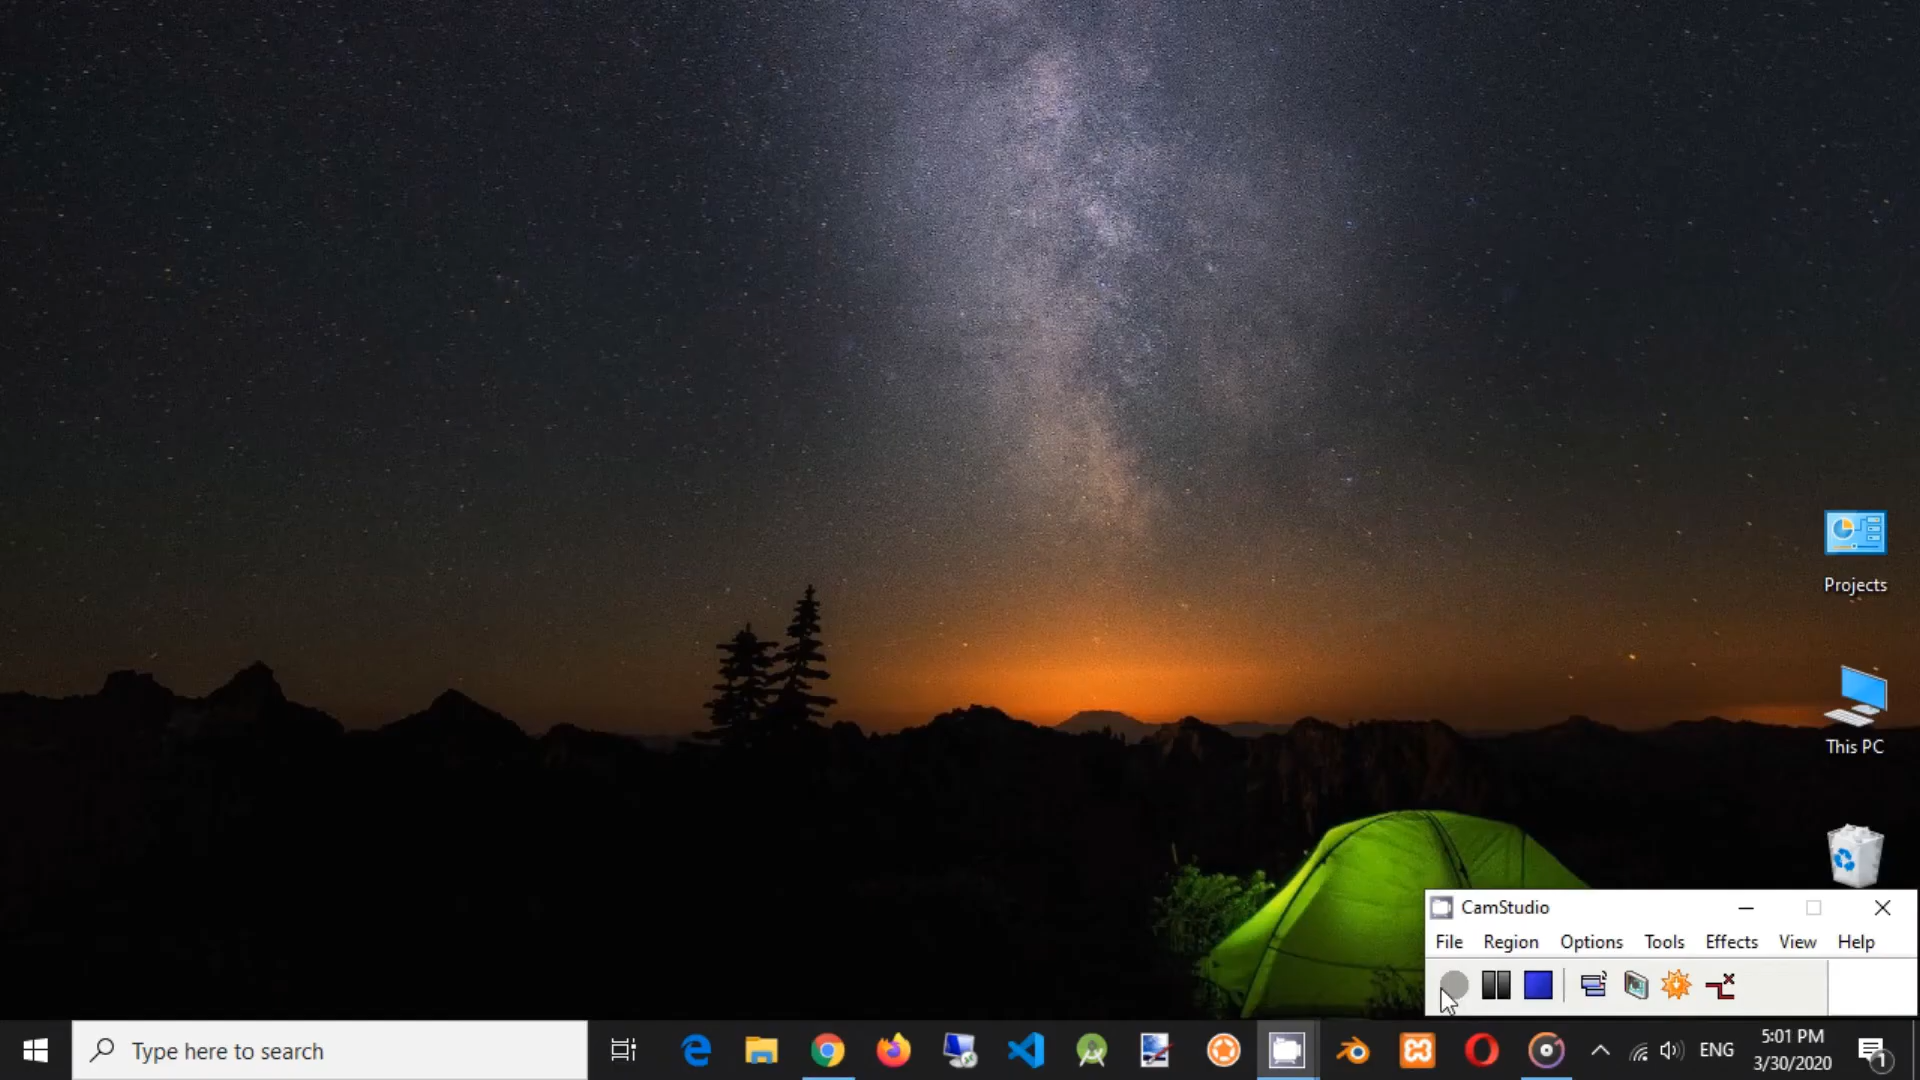 Projects
This PC
CamStudio
File Region Options Tools Effects View Help
Type here to search
ENG
5:01 PM
3/30/2020
1